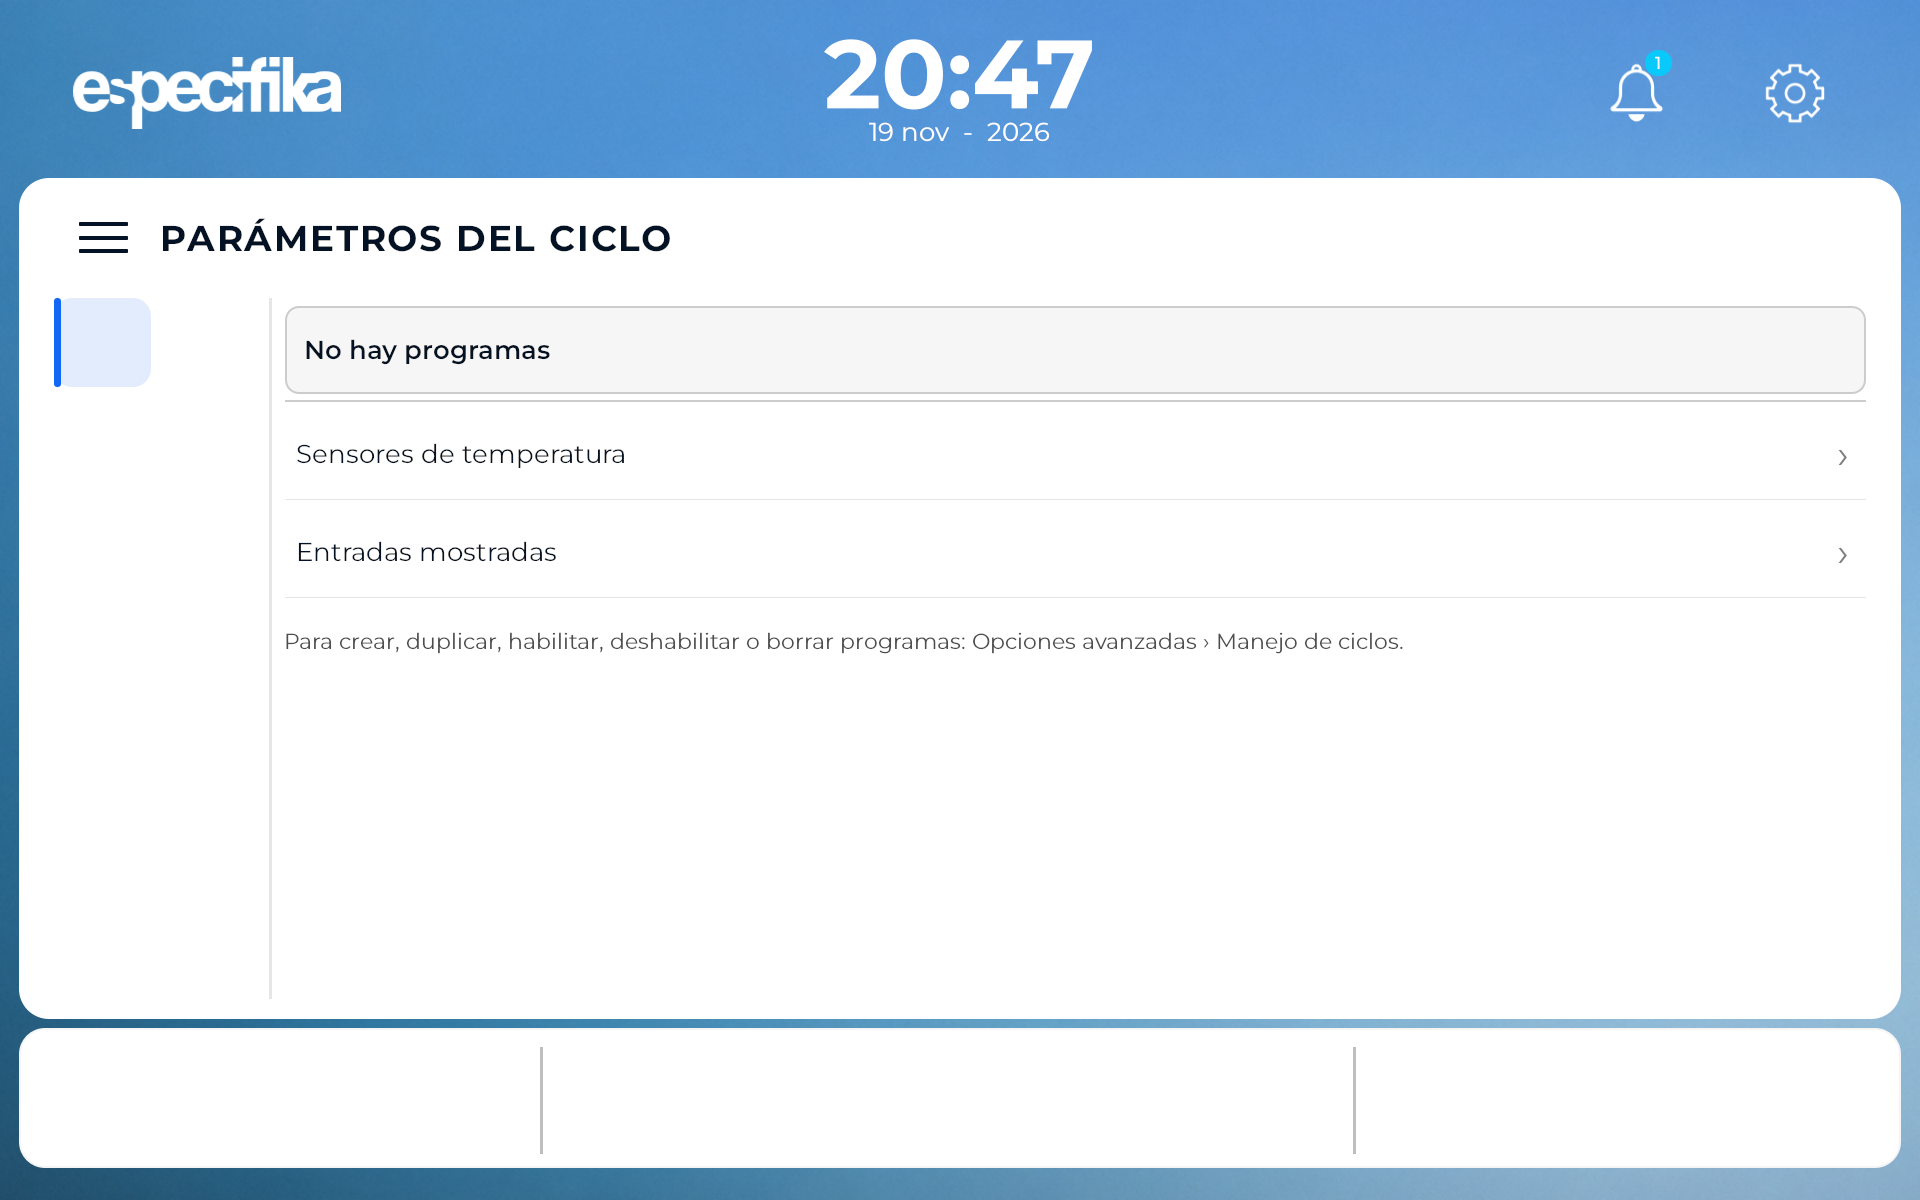 especifika
20:47
19 nov - 2026
1
PARÁMETROS DEL CICLO
No hay programas
Sensores de temperatura
›
Entradas mostradas
›
Para crear, duplicar, habilitar, deshabilitar o borrar programas: Opciones avanzadas › Manejo de ciclos.